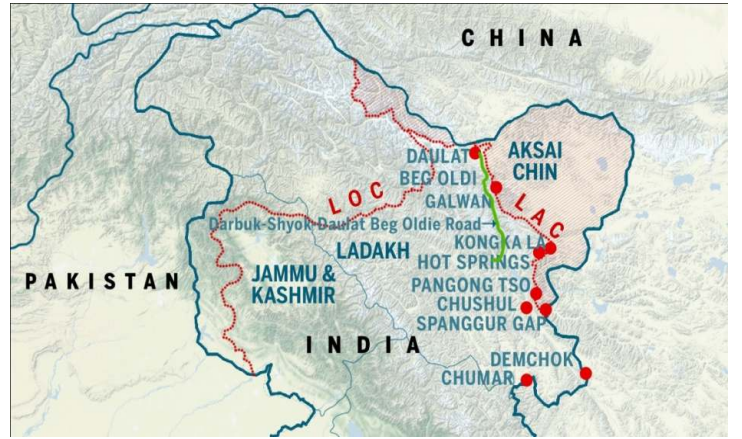 CHINA
DAULAT
BEG OLDI
AKSAI
CHIN
GALWAN
LOC
LAC
Darbuk-Shyok-Daulat Beg Oldie Road→
LADAKH
KONGKA LA
HOT SPRINGS
PAKISTAN
JAMMU &
KASHMIR
PANGONG TSO
CHUSHUL
SPANGGUR GAP
INDIA
DEMCHOK
CHUMAR